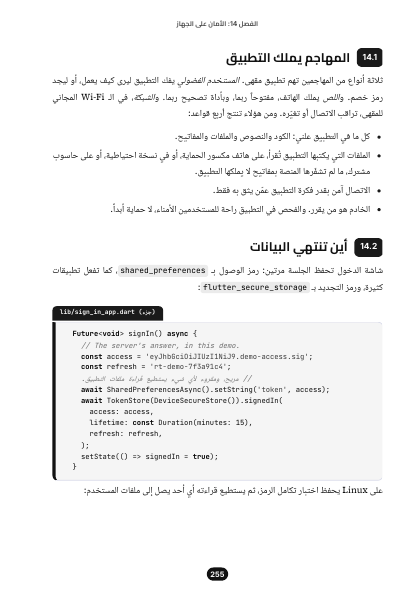 الفصل 14: الأمان على الجهاز
14.1 المهاجم يملك التطبيق
ثلاثة أنواع من المهاجمين تهم تطبيق مقهى. المستخدم الفضولي يفك التطبيق ليرى كيف يعمل، أو ليجد
رمز خصم. واللص يملك الهاتف، مفتوحاً ربما، وبأداة تصحيح ربما. والشبكة، في الـ Wi-Fi المجاني
للمقهى، تراقب الاتصال أو تغيّره. ومن هؤلاء تنتج أربع قواعد:
• كل ما في التطبيق علني: الكود والنصوص والملفات والمفاتيح.
• الملفات التي يكتبها التطبيق تُقرأ، على هاتف مكسور الحماية، أو في نسخة احتياطية، أو على حاسوب
مشترك، ما لم تشفّرها المنصة بمفاتيح لا يملكها التطبيق.
• الاتصال آمن بقدر فكرة التطبيق عمّن يثق به فقط.
• الخادم هو من يقرر. والفحص في التطبيق راحة للمستخدمين الأمناء، لا حماية أبداً.
14.2 أين تنتهي البيانات
شاشة الدخول تحفظ الجلسة مرتين: رمز الوصول بـ shared_preferences، كما تفعل تطبيقات
كثيرة، ورمز التجديد بـ flutter_secure_storage:
lib/sign_in_app.dart (جزء)
Future<void> signIn() async {
// The server's answer, in this demo.
const access = 'eyJhbGciOiJIUzI1NiJ9.demo-access.sig';
const refresh = 'rt-demo-7f3a91c4';
// مريح، ومقروء لأي شيء يستطيع قراءة ملفات التطبيق.
await SharedPreferencesAsync().setString('token', access);
await TokenStore(DeviceSecureStore()).signedIn(
access: access,
lifetime: const Duration(minutes: 15),
refresh: refresh,
);
setState(() => signedIn = true);
}
على Linux يحفظ اختبار تكامل الرمز، ثم يستطيع قراءته أي أحد يصل إلى ملفات المستخدم:
255